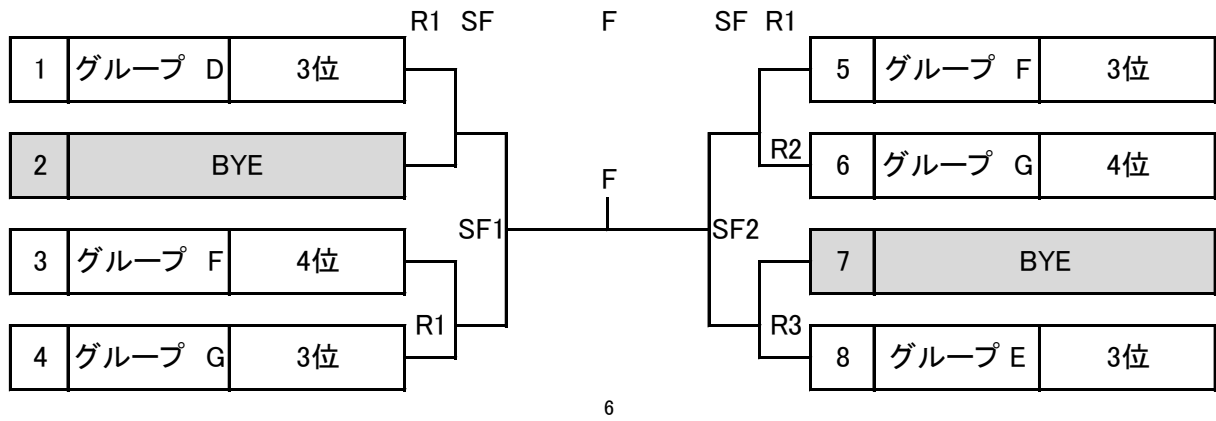 R1 SF F SF R1
1 グループ D 3位 5 グループ F 3位
2 BYE R2 6 グループ G 4位
F
SF1 SF2
3 グループ F 4位 7 BYE
R1 R3
4 グループ G 3位 8 グループ E 3位
6